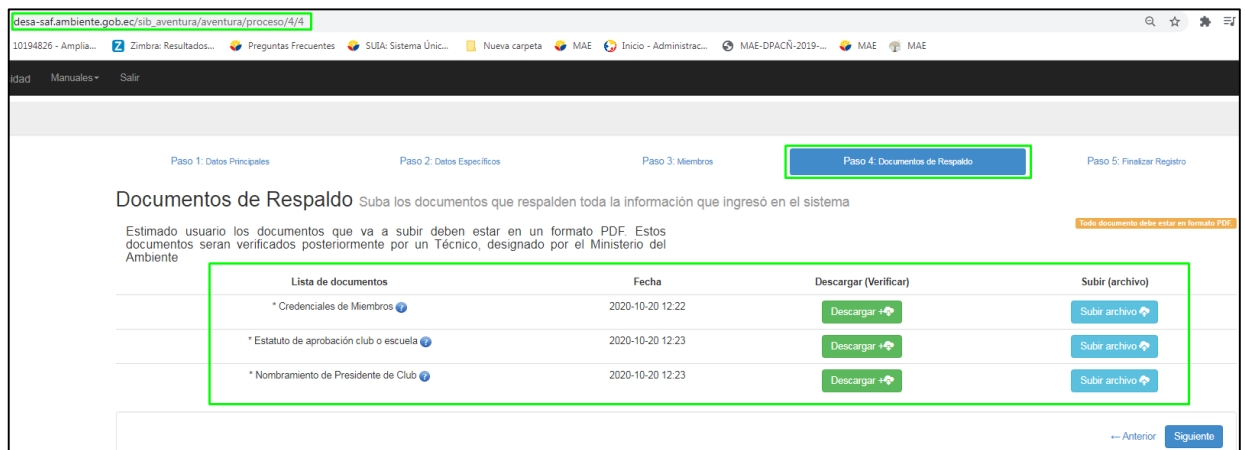 desa-saf.ambiente.gob.ec/sib_aventura/aventura/proceso/4/4
10194826 - Amplia... Zimbra: Resultados... Preguntas Frecuentes SUIA: Sistema Únic... Nueva carpeta MAE Inicio - Administrac... MAE-DPACÑ-2019-... MAE MAE
idad Manuales Salir
Paso 1: Datos Principales Paso 2: Datos Específicos Paso 3: Miembros Paso 4: Documentos de Respaldo Paso 5: Finalizar Registro
Documentos de Respaldo Suba los documentos que respalden toda la información que ingresó en el sistema
Todo documento debe estar en formato PDF.
Estimado usuario los documentos que va a subir deben estar en un formato PDF. Estos
documentos seran verificados posteriormente por un Técnico, designado por el Ministerio del
Ambiente
Lista de documentos Fecha Descargar (Verificar) Subir (archivo)
* Credenciales de Miembros ? 2020-10-20 12:22 Descargar + Subir archivo
* Estatuto de aprobación club o escuela ? 2020-10-20 12:23 Descargar + Subir archivo
* Nombramiento de Presidente de Club ? 2020-10-20 12:23 Descargar + Subir archivo
←Anterior Siguiente